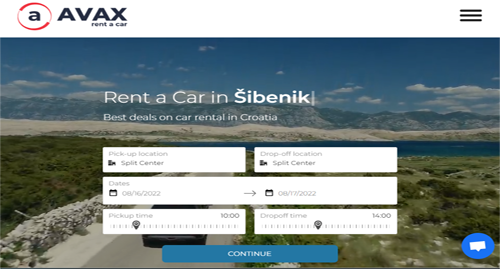 a AVAX
rent a car
Rent a Car in Šibenik
Best deals on car rental in Croatia
Pick-up location
Split Center
Drop-off location
Split Center
Dates
08/16/2022
08/17/2022
Pickup time 10:00
Dropoff time 14:00
CONTINUE